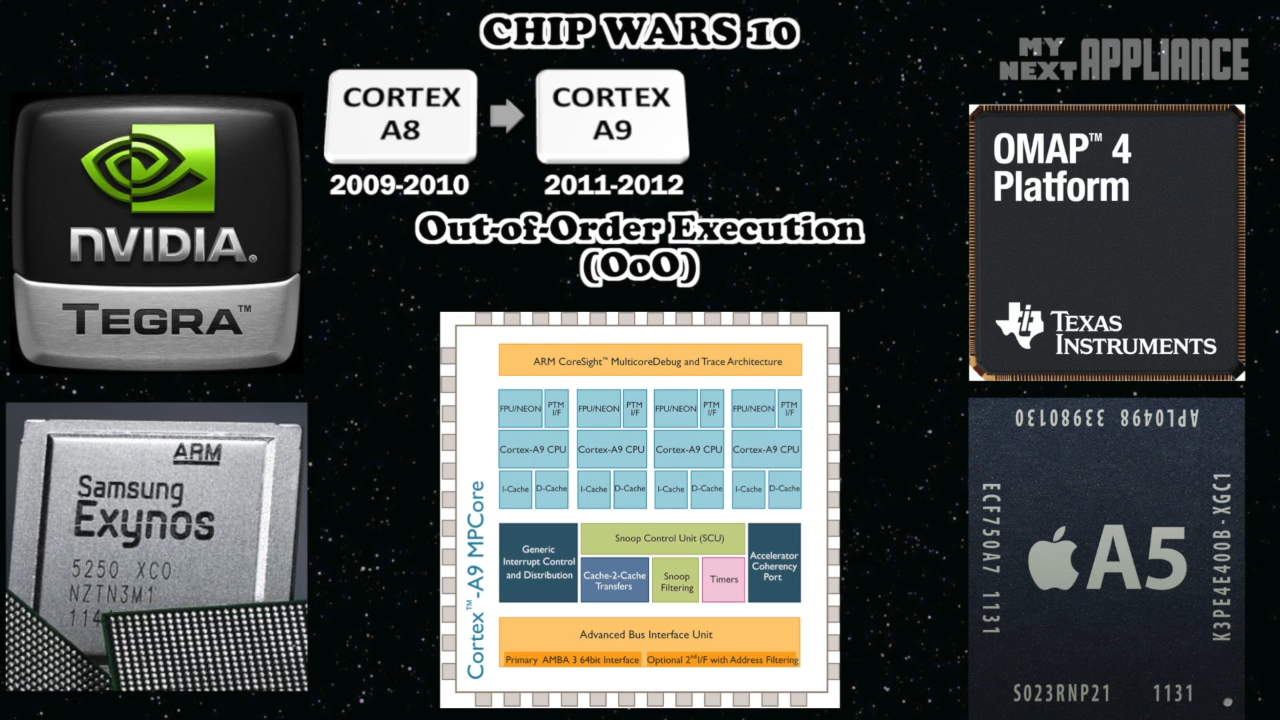 CHIP WARS 10
MY
NEXT APPLIANCE
CORTEX
A8
CORTEX
A9
2009-2010
2011-2012
Out-of-Order Execution
(OoO)
NVIDIA.
TEGRA™
OMAP™ 4
Platform
TEXAS
INSTRUMENTS
ARM
Samsung
Exynos
5250 XC0
NZTN3M1
Cortex™-A9 MPCore
ARM CoreSight™ MulticoreDebug and Trace Architecture
FPU/NEON PTM I/F FPU/NEON PTM I/F FPU/NEON PTM I/F FPU/NEON PTM I/F
Cortex-A9 CPU Cortex-A9 CPU Cortex-A9 CPU Cortex-A9 CPU
I-Cache D-Cache I-Cache D-Cache I-Cache D-Cache I-Cache D-Cache
Generic
Interrupt Control
and Distribution
Snoop Control Unit (SCU)
Cache-2-Cache
Transfers
Snoop
Filtering
Timers
Accelerator
Coherency
Port
Advanced Bus Interface Unit
Primary AMBA 3 64bit Interface
Optional 2nd I/F with Address Filtering
APL0498 33980130
ECF750A7 1131
A5
K3PE4E400B-XGC1
S023RNP21 1131